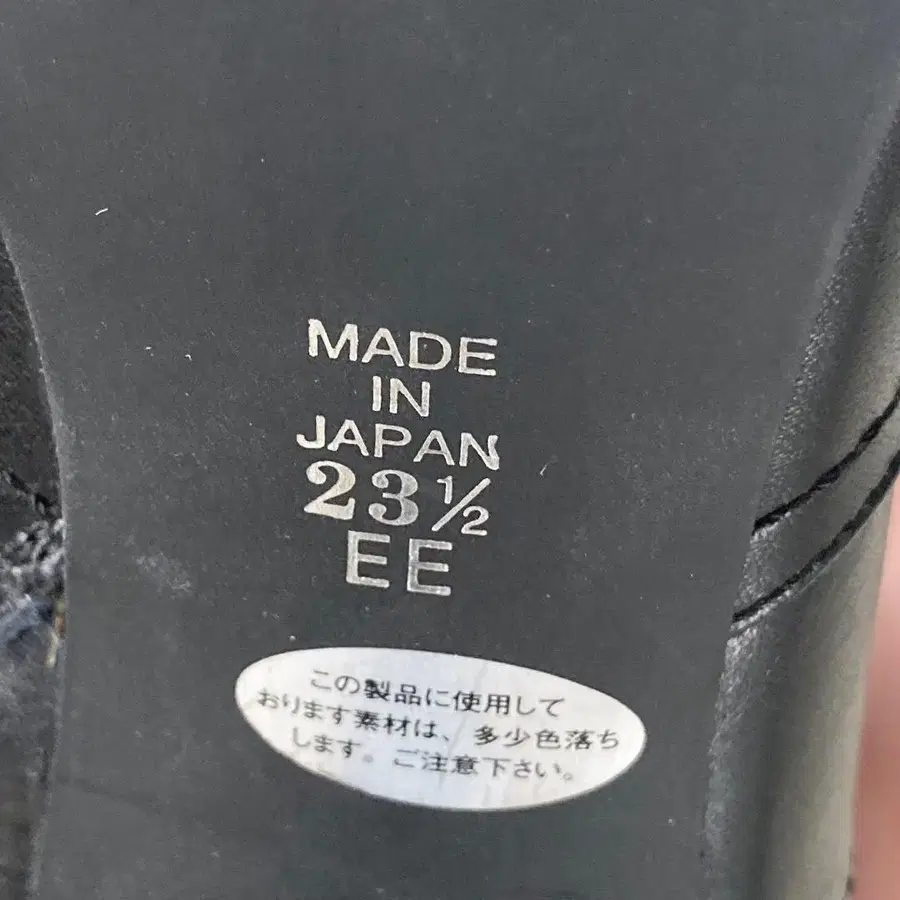 MADE
IN
JAPAN
23½
EE
この製品に使用して
おります素材は、多少色落ち
します。ご注意下さい。